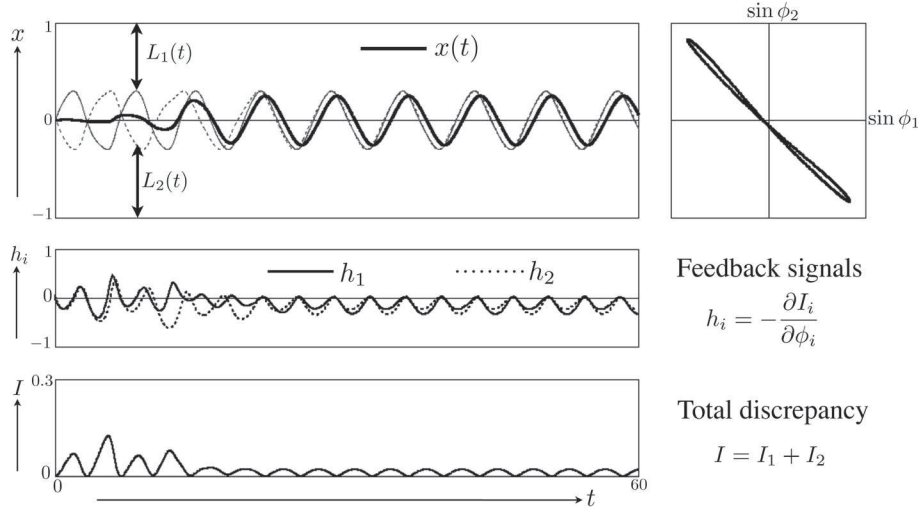 x
1
0
−1
L₁(t)
L₂(t)
x(t)
sin ϕ₂
sin ϕ₁
hᵢ
1
0
−1
h₁
h₂
Feedback signals
hᵢ = −∂Iᵢ/∂ϕᵢ
I
0.3
0
0
t
60
Total discrepancy
I = I₁ + I₂